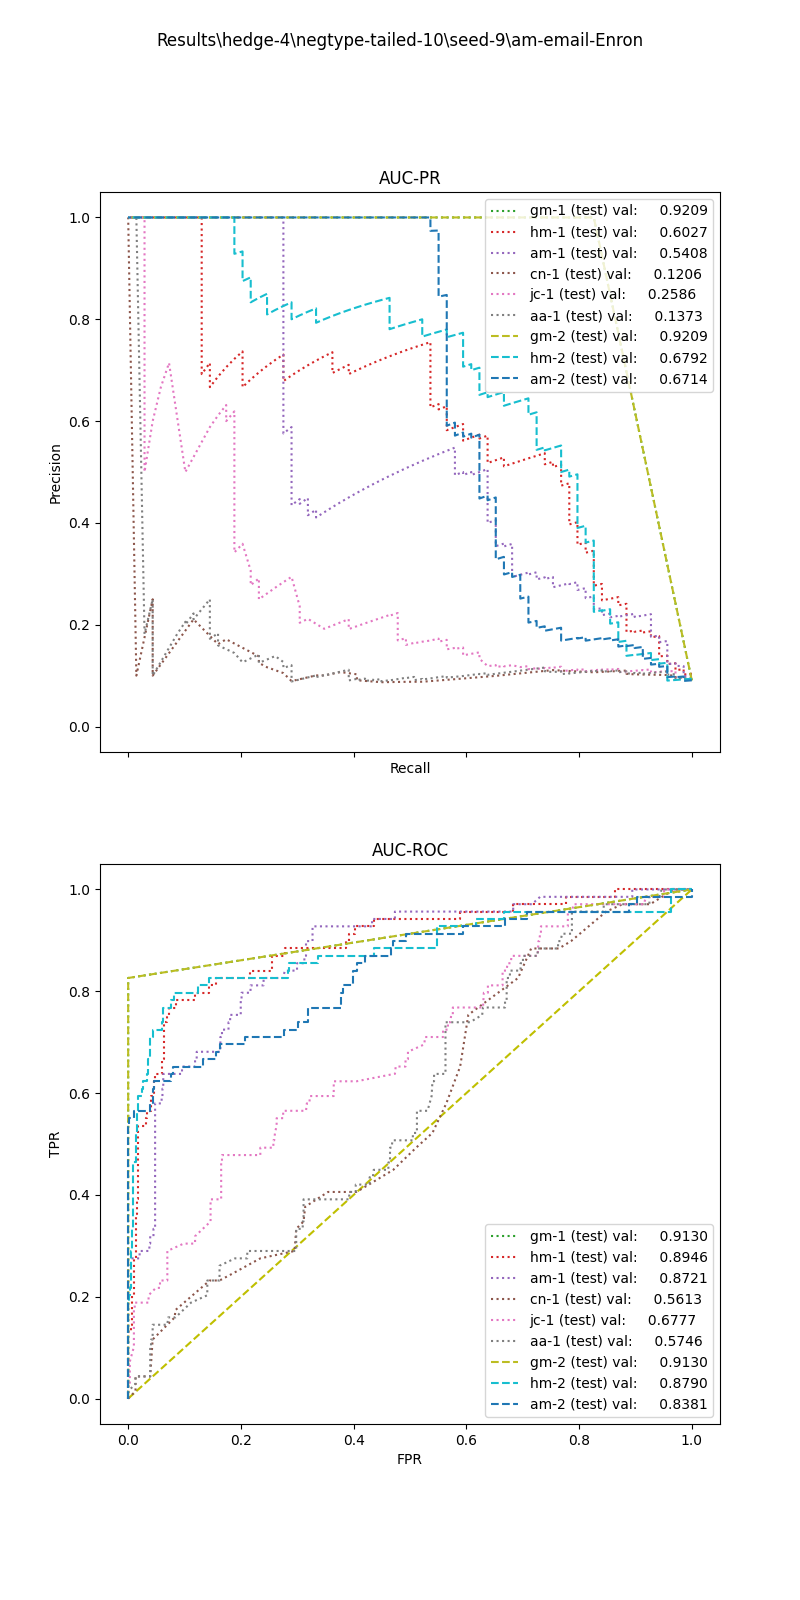 Results\hedge-4\negtype-tailed-10\seed-9\am-email-Enron
AUC-PR
1.0
0.8
0.6
0.4
0.2
0.0
Precision
Recall
gm-1 (test) val: 0.9209
hm-1 (test) val: 0.6027
am-1 (test) val: 0.5408
cn-1 (test) val: 0.1206
jc-1 (test) val: 0.2586
aa-1 (test) val: 0.1373
gm-2 (test) val: 0.9209
hm-2 (test) val: 0.6792
am-2 (test) val: 0.6714
AUC-ROC
1.0
0.8
0.6
0.4
0.2
0.0
TPR
gm-1 (test) val: 0.9130
hm-1 (test) val: 0.8946
am-1 (test) val: 0.8721
cn-1 (test) val: 0.5613
jc-1 (test) val: 0.6777
aa-1 (test) val: 0.5746
gm-2 (test) val: 0.9130
hm-2 (test) val: 0.8790
am-2 (test) val: 0.8381
0.0 0.2 0.4 0.6 0.8 1.0
FPR